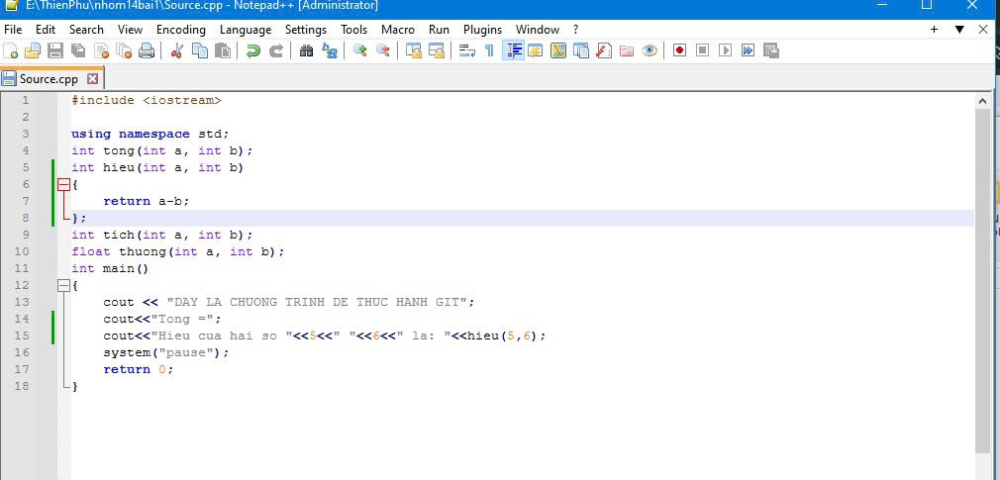 E:\ThienPhu\nhom14bai1\Source.cpp - Notepad++ [Administrator]
File Edit Search View Encoding Language Settings Tools Macro Run Plugins Window ? + ▼ X
Source.cpp
1 #include <iostream>
2
3 using namespace std;
4 int tong(int a, int b);
5 int hieu(int a, int b)
6 {
7 return a-b;
8 };
9 int tich(int a, int b);
10 float thuong(int a, int b);
11 int main()
12 {
13 cout << "DAY LA CHUONG TRINH DE THUC HANH GIT";
14 cout<<"Tong =";
15 cout<<"Hieu cua hai so "<<5<<" "<<6<<" la: "<<hieu(5,6);
16 system("pause");
17 return 0;
18 }